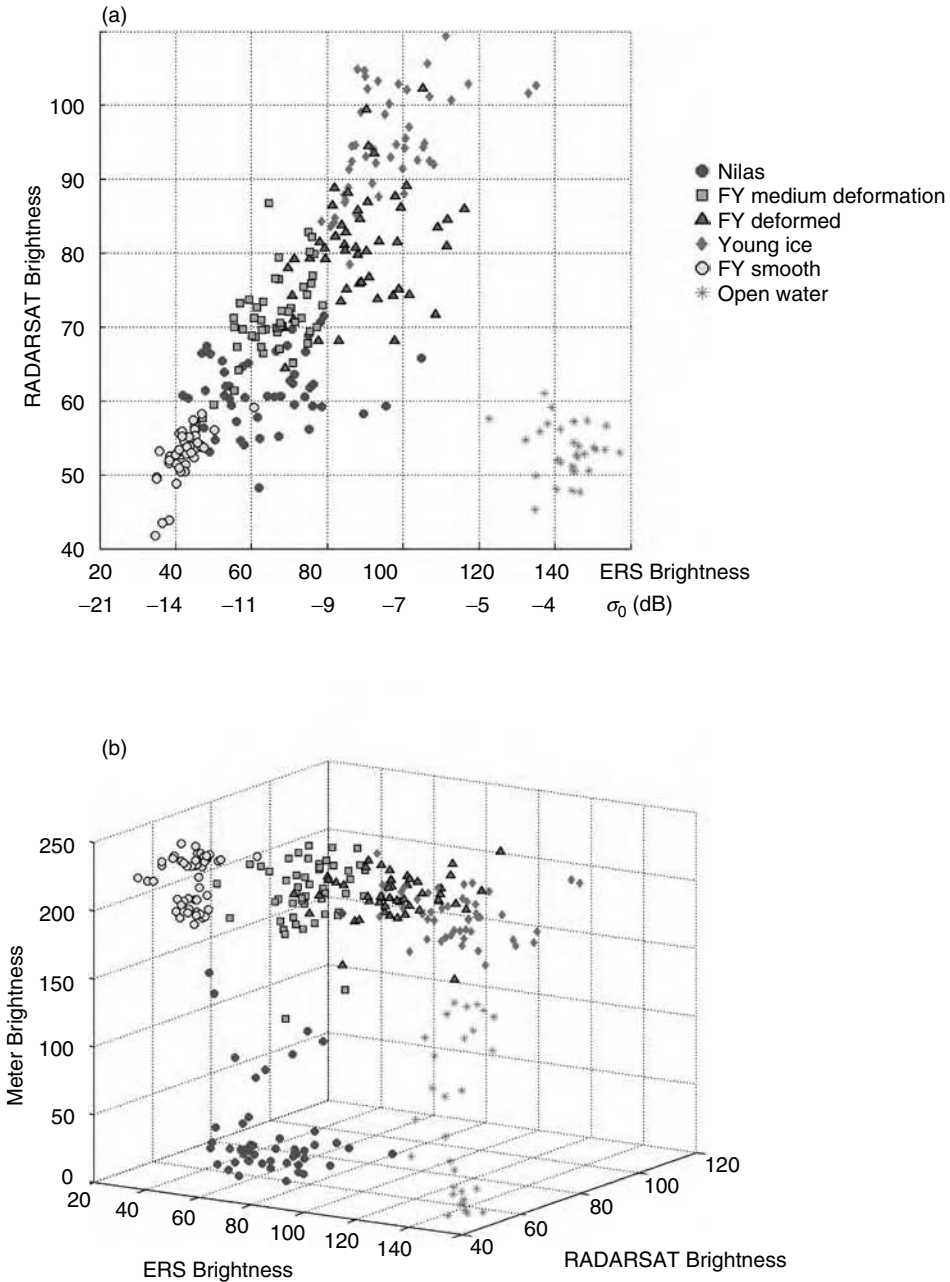 (a)
100
90
80
70
60
50
40
RADARSAT Brightness
20 40 60 80 100 120 140 ERS Brightness
–21 –14 –11 –9 –7 –5 –4 σ0 (dB)
Nilas
FY medium deformation
FY deformed
Young ice
FY smooth
Open water
(b)
250
200
150
100
50
0
Meter Brightness
20
40
60
80
100
120
140
ERS Brightness
40
60
80
100
120
RADARSAT Brightness